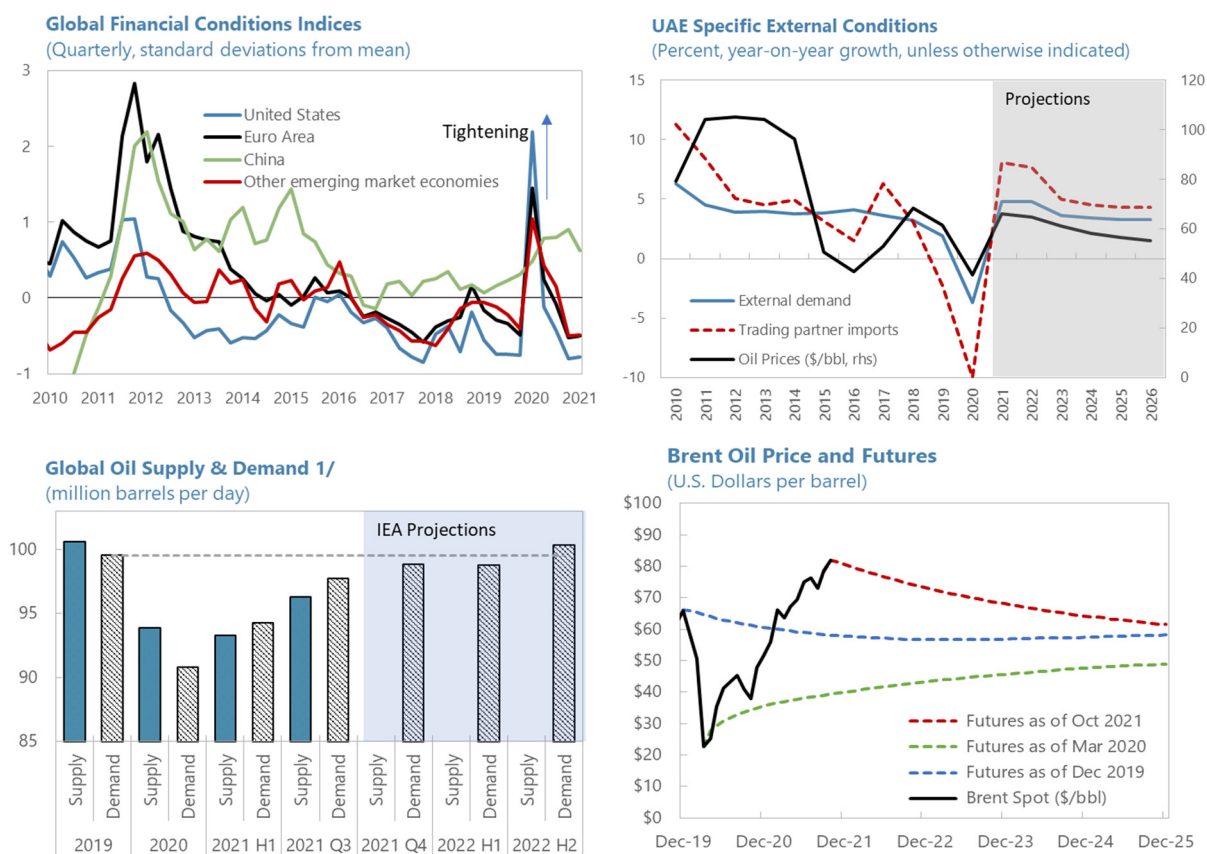 Global Financial Conditions Indices
(Quarterly, standard deviations from mean)
3
2
1
0
-1
United States
Euro Area
China
Other emerging market economies
Tightening
2010 2011 2012 2013 2014 2015 2016 2017 2018 2019 2020 2021
UAE Specific External Conditions
(Percent, year-on-year growth, unless otherwise indicated)
15
10
5
0
-5
-10
120
100
80
60
40
20
0
Projections
External demand
Trading partner imports
Oil Prices ($/bbl, rhs)
2010 2011 2012 2013 2014 2015 2016 2017 2018 2019 2020 2021 2022 2023 2024 2025 2026
Global Oil Supply & Demand 1/
(million barrels per day)
IEA Projections
100
95
90
85
Supply Demand Supply Demand Supply Demand Supply Demand Supply Demand Supply Demand Supply Demand
2019 2020 2021 H1 2021 Q3 2021 Q4 2022 H1 2022 H2
Brent Oil Price and Futures
(U.S. Dollars per barrel)
$100
$90
$80
$70
$60
$50
$40
$30
$20
$10
$0
Futures as of Oct 2021
Futures as of Mar 2020
Futures as of Dec 2019
Brent Spot ($/bbl)
Dec-19 Dec-20 Dec-21 Dec-22 Dec-23 Dec-24 Dec-25